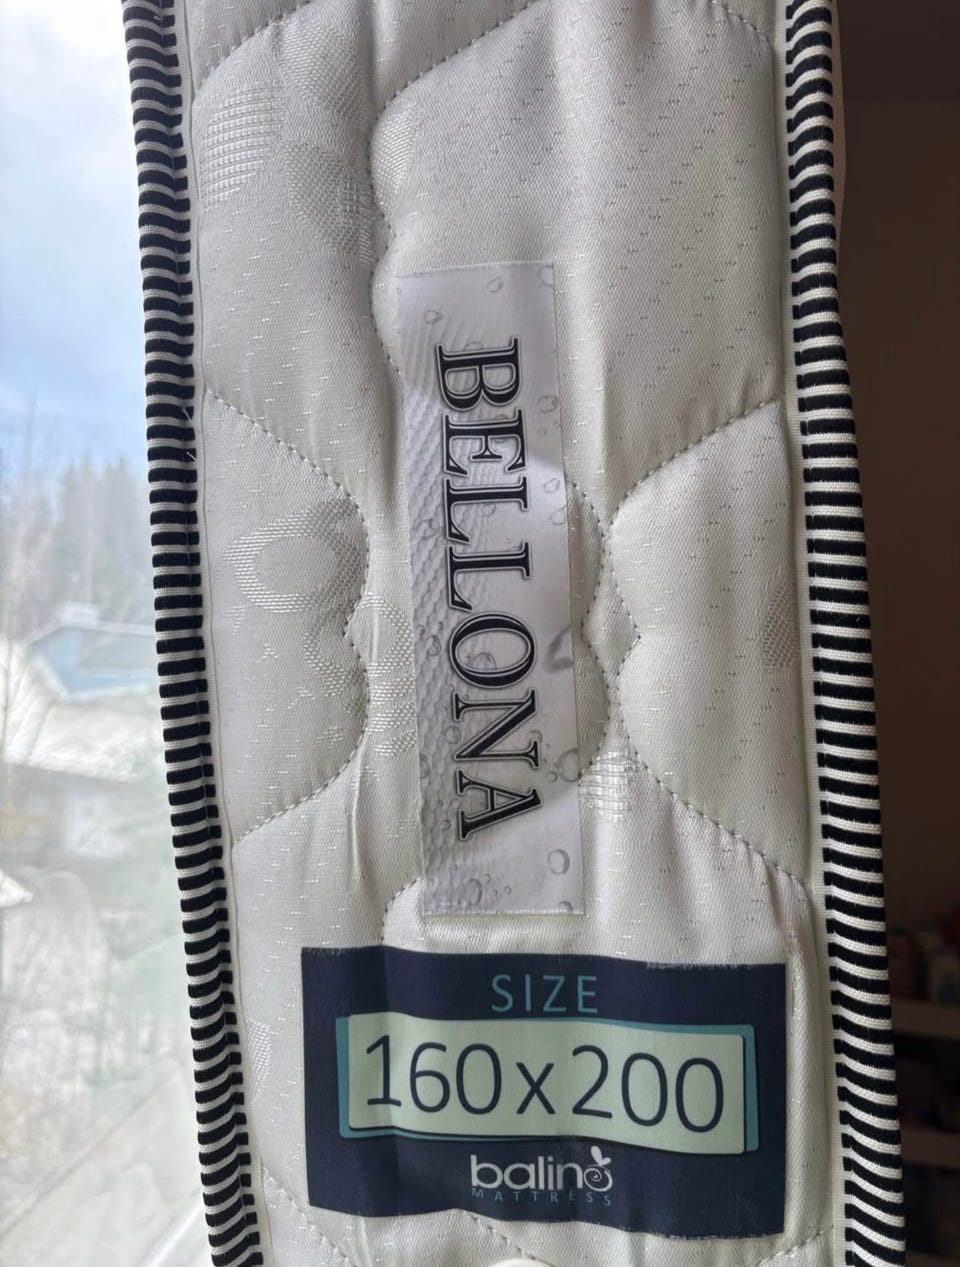 BELLONA
SIZE
160x200
balino
MATTRESS